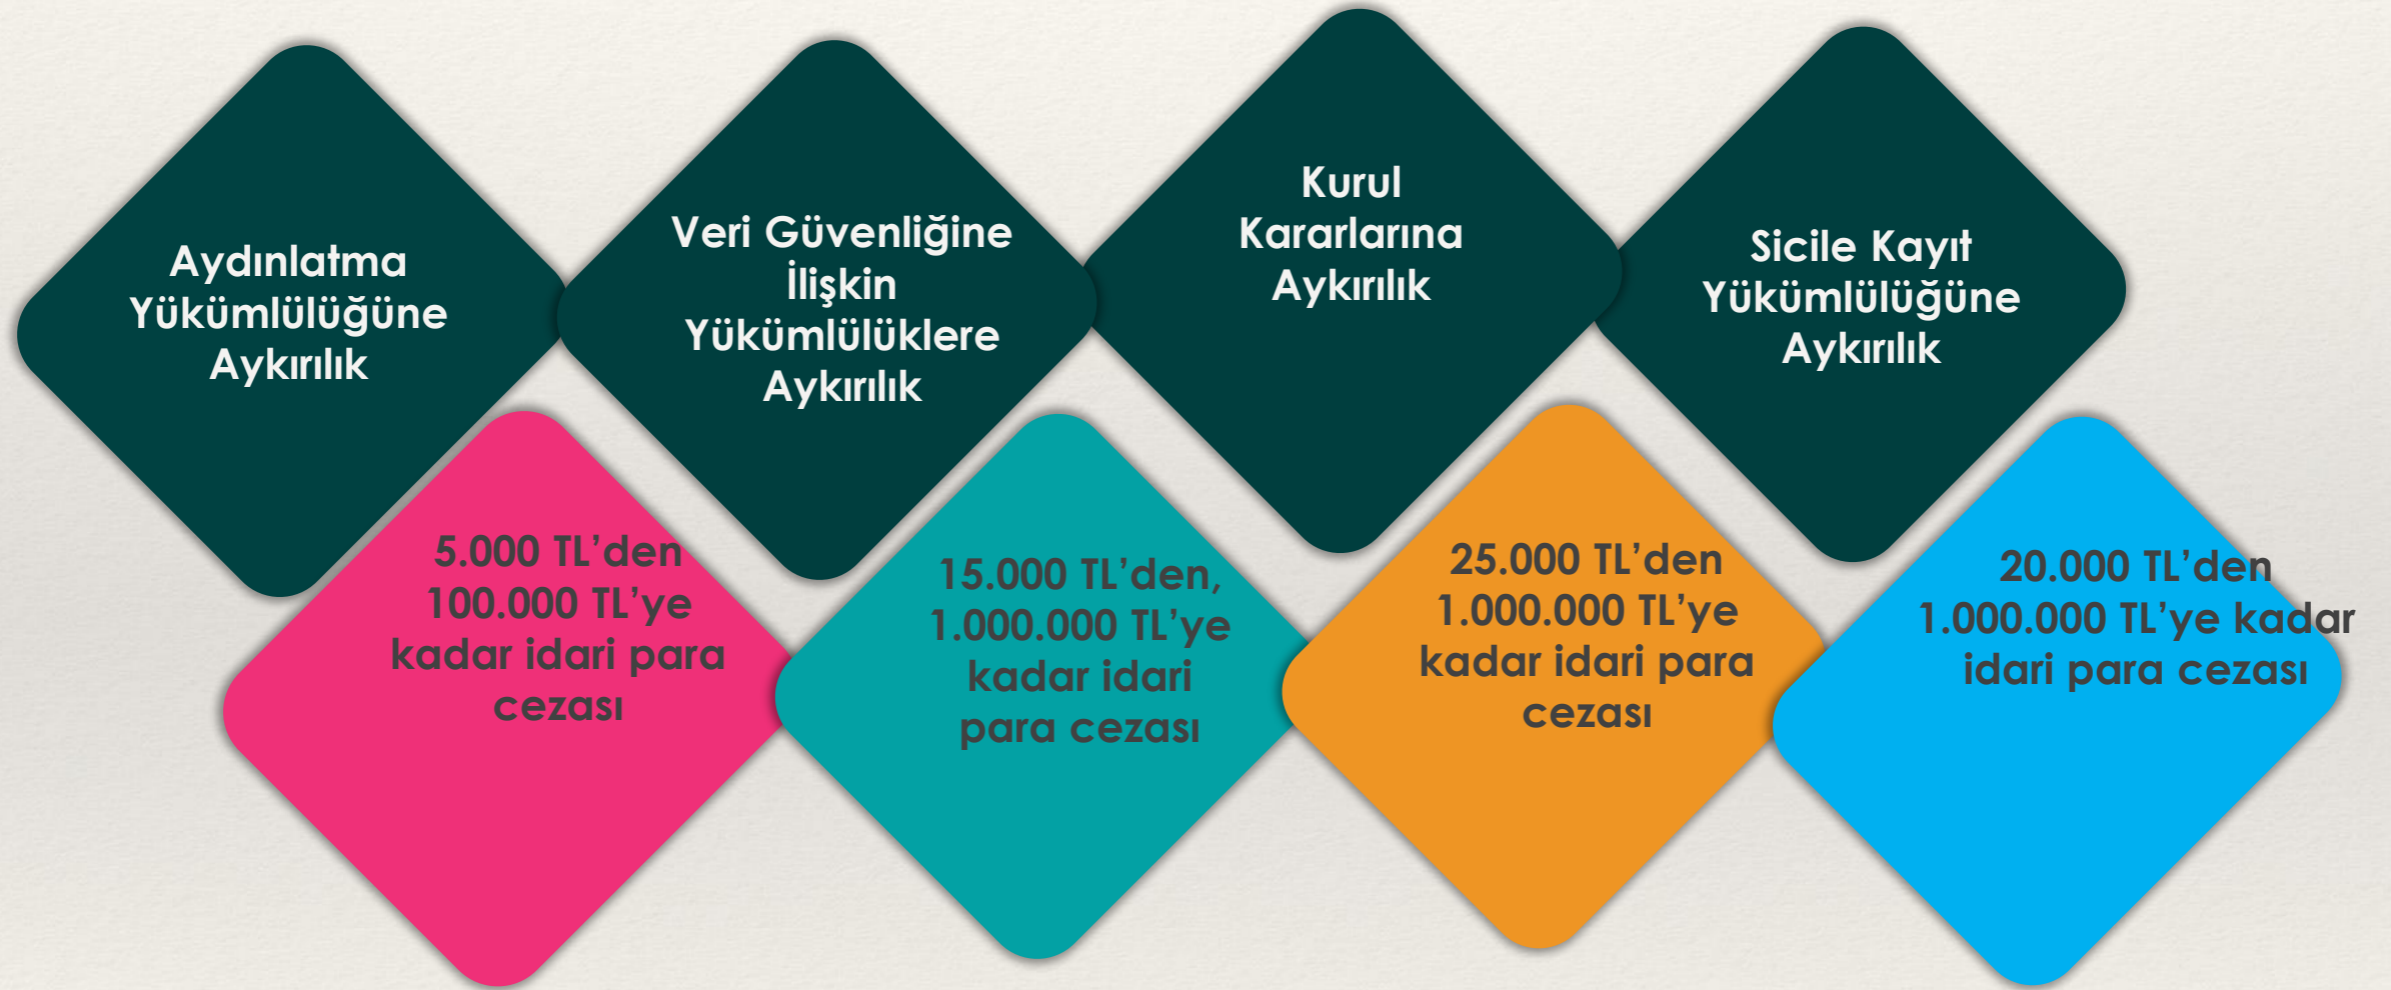 Aydınlatma
Yükümlülüğüne
Aykırılık
Veri Güvenliğine
İlişkin
Yükümlülüklere
Aykırılık
Kurul
Kararlarına
Aykırılık
Sicile Kayıt
Yükümlülüğüne
Aykırılık
5.000 TL’den
100.000 TL’ye
kadar idari para
cezası
15.000 TL’den,
1.000.000 TL’ye
kadar idari
para cezası
25.000 TL’den
1.000.000 TL’ye
kadar idari para
cezası
20.000 TL’den
1.000.000 TL’ye kadar
idari para cezası